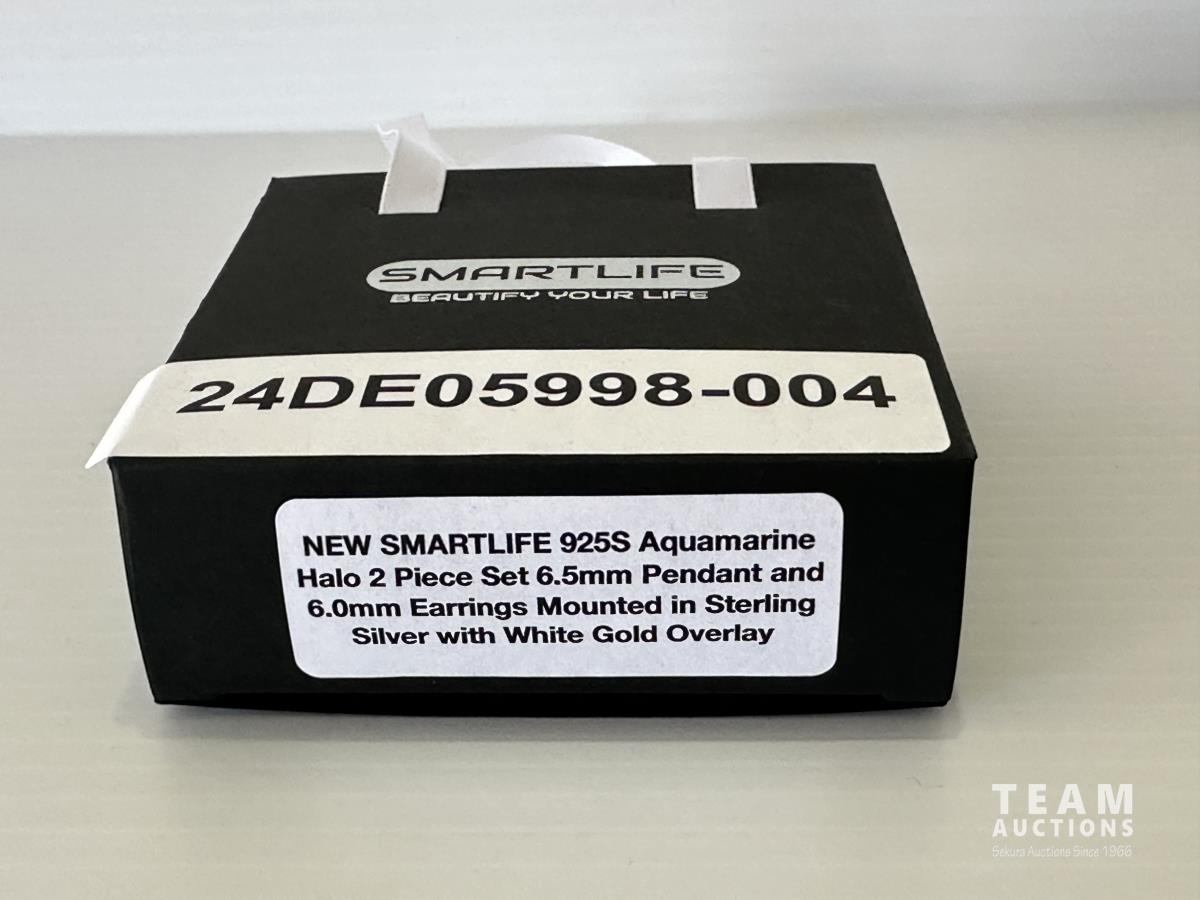 SMARTLIFE
BEAUTIFY YOUR LIFE
24DE05998-004
NEW SMARTLIFE 925S Aquamarine
Halo 2 Piece Set 6.5mm Pendant and
6.0mm Earrings Mounted in Sterling
Silver with White Gold Overlay
TEAM
AUCTIONS
Sekura Auctions Since 1966